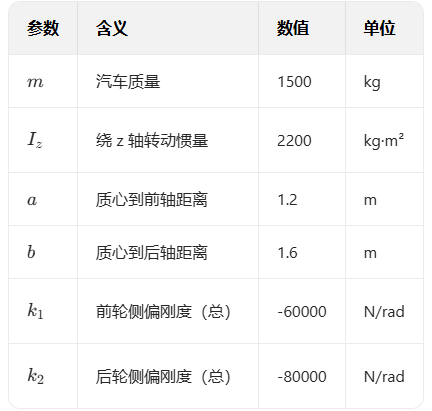 参数 含义 数值 单位
m 汽车质量 1500 kg
I_z 绕 z 轴转动惯量 2200 kg·m²
a 质心到前轴距离 1.2 m
b 质心到后轴距离 1.6 m
k_1 前轮侧偏刚度（总） -60000 N/rad
k_2 后轮侧偏刚度（总） -80000 N/rad